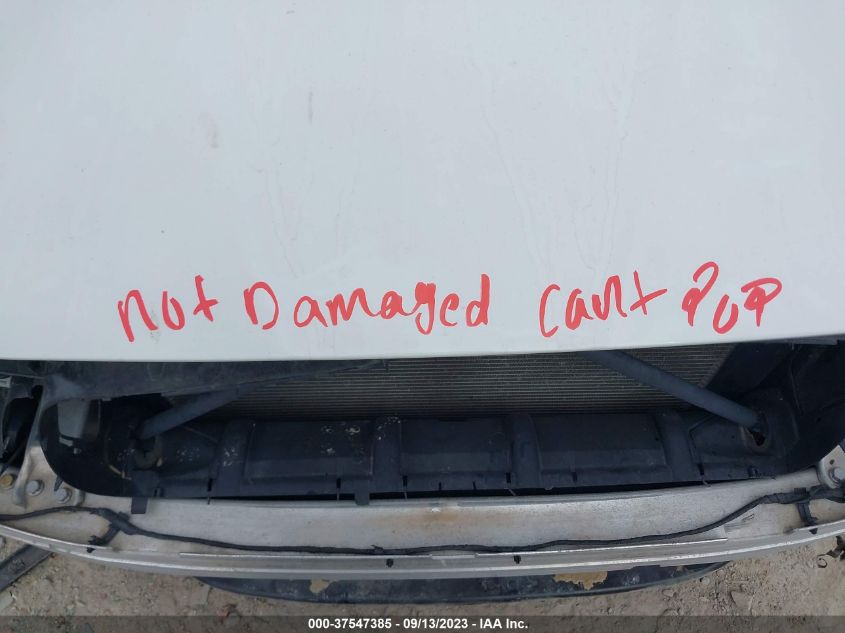 not Damaged cant pop
000-37547385 - 09/13/2023 - IAA Inc.